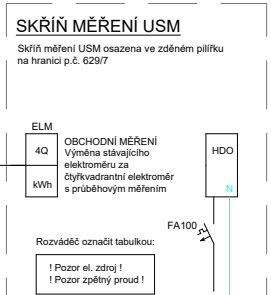 SKŘÍŇ MĚŘENÍ USM
Skříň měření USM osazena ve zděném pilířku
na hranici p.č. 629/7
ELM
4Q
kWh
OBCHODNÍ MĚŘENÍ
Výměna stávajícího
elektroměru za
čtyřkvadrantní elektroměr
s průběhovým měřením
HDO
N
FA100
Rozváděč označit tabulkou:
! Pozor el. zdroj !
! Pozor zpětný proud !